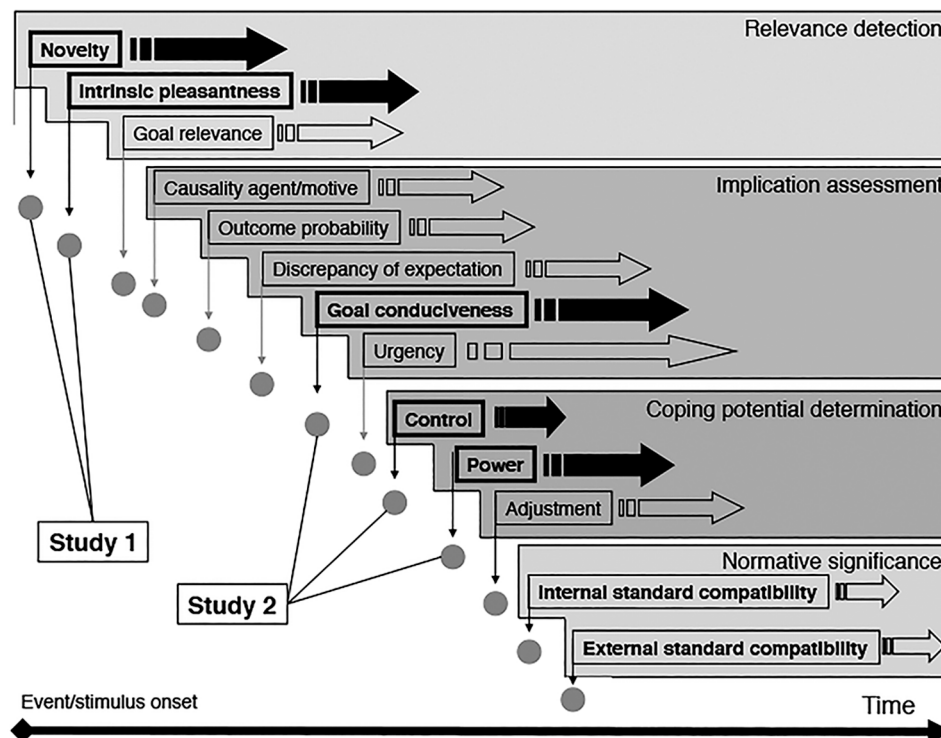 Relevance detection
Novelty
Intrinsic pleasantness
Goal relevance
Implication assessment
Causality agent/motive
Outcome probability
Discrepancy of expectation
Goal conduciveness
Urgency
Coping potential determination
Control
Power
Adjustment
Study 1
Normative significance
Internal standard compatibility
Study 2
External standard compatibility
Event/stimulus onset
Time